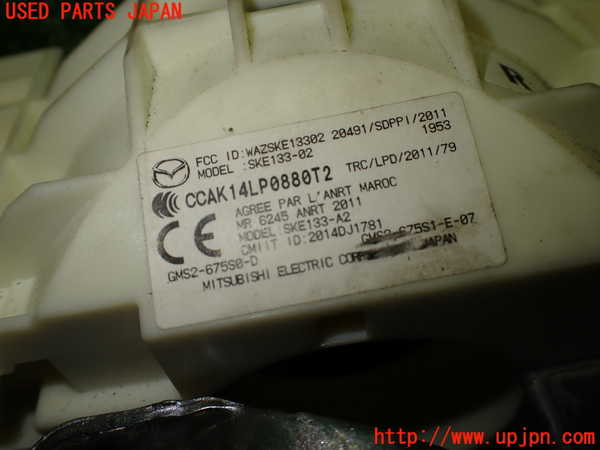 USED PARTS JAPAN
R
FCC ID:WAZSKE13302 20491/SDPPI/2011
MODEL :SKE133-02 1953
CCAK14LP0880T2 TRC/LPD/2011/79
AGREE PAR L'ANRT MAROC
MR 6245 ANRT 2011
MODEL:SKE133-A2
CMIIT ID:2014DJ1781
GMS2-675S0-D GMS2-675S1-E-07
MITSUBISHI ELECTRIC JAPAN
http://www.upjpn.com/